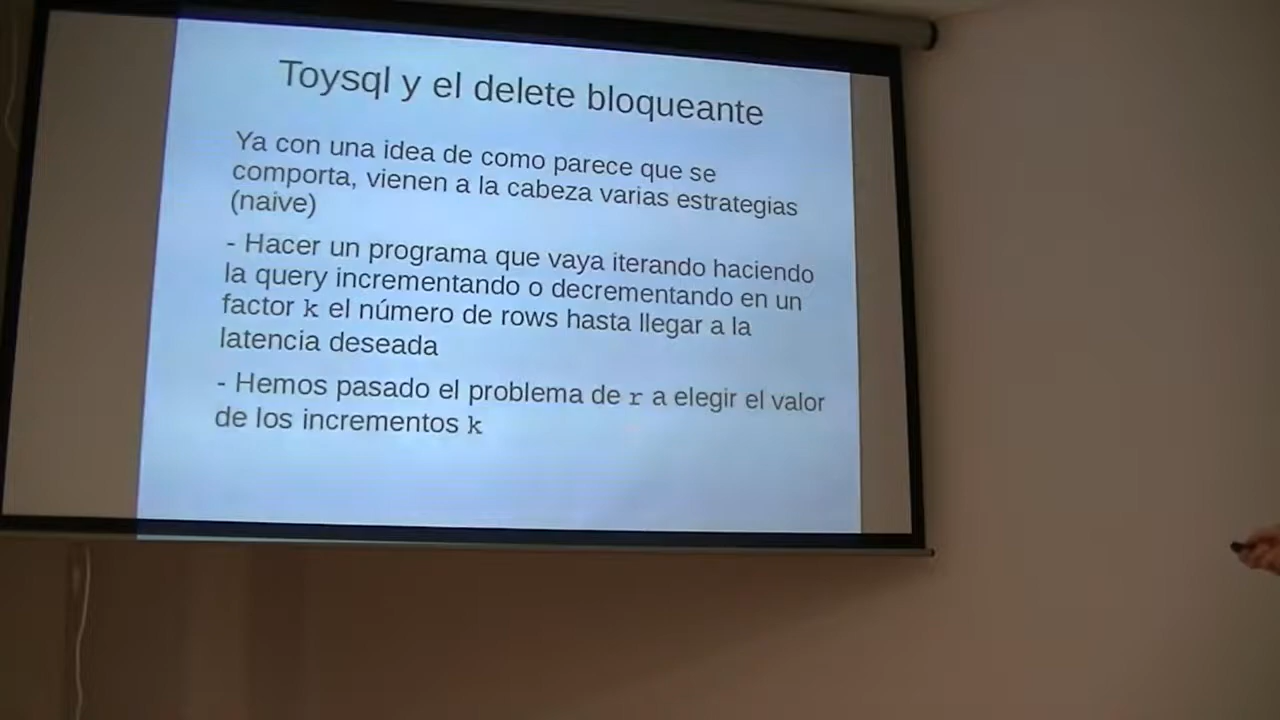 Toysql y el delete bloqueante
Ya con una idea de como parece que se
comporta, vienen a la cabeza varias estrategias
(naive)
- Hacer un programa que vaya iterando haciendo
la query incrementando o decrementando en un
factor k el número de rows hasta llegar a la
latencia deseada
- Hemos pasado el problema de r a elegir el valor
de los incrementos k